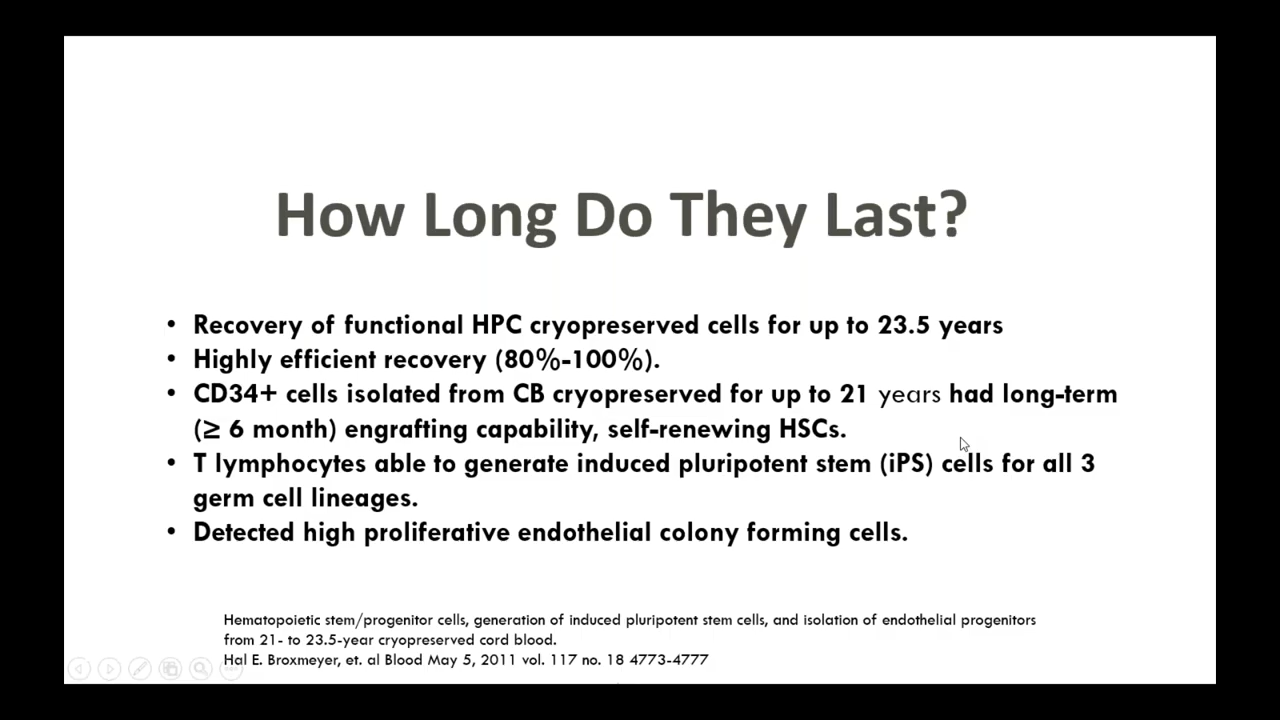 How Long Do They Last?
• Recovery of functional HPC cryopreserved cells for up to 23.5 years
• Highly efficient recovery (80%-100%).
• CD34+ cells isolated from CB cryopreserved for up to 21 years had long-term
(≥ 6 month) engrafting capability, self-renewing HSCs.
• T lymphocytes able to generate induced pluripotent stem (iPS) cells for all 3
germ cell lineages.
• Detected high proliferative endothelial colony forming cells.
Hematopoietic stem/progenitor cells, generation of induced pluripotent stem cells, and isolation of endothelial progenitors
from 21- to 23.5-year cryopreserved cord blood.
Hal E. Broxmeyer, et. al Blood May 5, 2011 vol. 117 no. 18 4773-4777